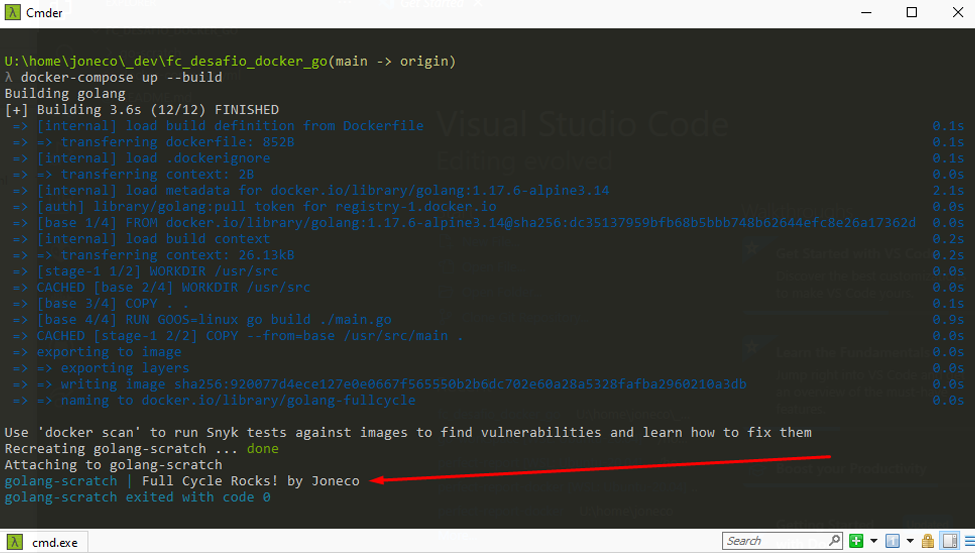 Cmder
U:\home\joneco\_dev\fc_desafio_docker_go(main -> origin)
λ docker-compose up --build
Building golang
[+] Building 3.6s (12/12) FINISHED
=> [internal] load build definition from Dockerfile 0.1s
=> => transferring dockerfile: 852B 0.1s
=> [internal] load .dockerignore 0.1s
=> => transferring context: 2B 0.0s
=> [internal] load metadata for docker.io/library/golang:1.17.6-alpine3.14 2.1s
=> [auth] library/golang:pull token for registry-1.docker.io 0.0s
=> [base 1/4] FROM docker.io/library/golang:1.17.6-alpine3.14@sha256:dc35137959bfb68b5bbb748b62644efc8e26a17362d 0.0s
=> [internal] load build context 0.2s
=> => transferring context: 26.13kB 0.2s
=> [stage-1 1/2] WORKDIR /usr/src 0.0s
=> CACHED [base 2/4] WORKDIR /usr/src 0.0s
=> [base 3/4] COPY . . 0.1s
=> [base 4/4] RUN GOOS=linux go build ./main.go 0.9s
=> CACHED [stage-1 2/2] COPY --from=base /usr/src/main . 0.0s
=> exporting to image 0.0s
=> => exporting layers 0.0s
=> => writing image sha256:920077d4ece127e0e0667f565550b2b6dc702e60a28a5328fafba2960210a3db 0.0s
=> => naming to docker.io/library/golang-fullcycle 0.0s
Visual Studio Code
Editing evolved
Use 'docker scan' to run Snyk tests against images to find vulnerabilities and learn how to fix them
Recreating golang-scratch ... done
Attaching to golang-scratch
golang-scratch | Full Cycle Rocks! by Joneco
golang-scratch exited with code 0
λ cmd.exe
Search